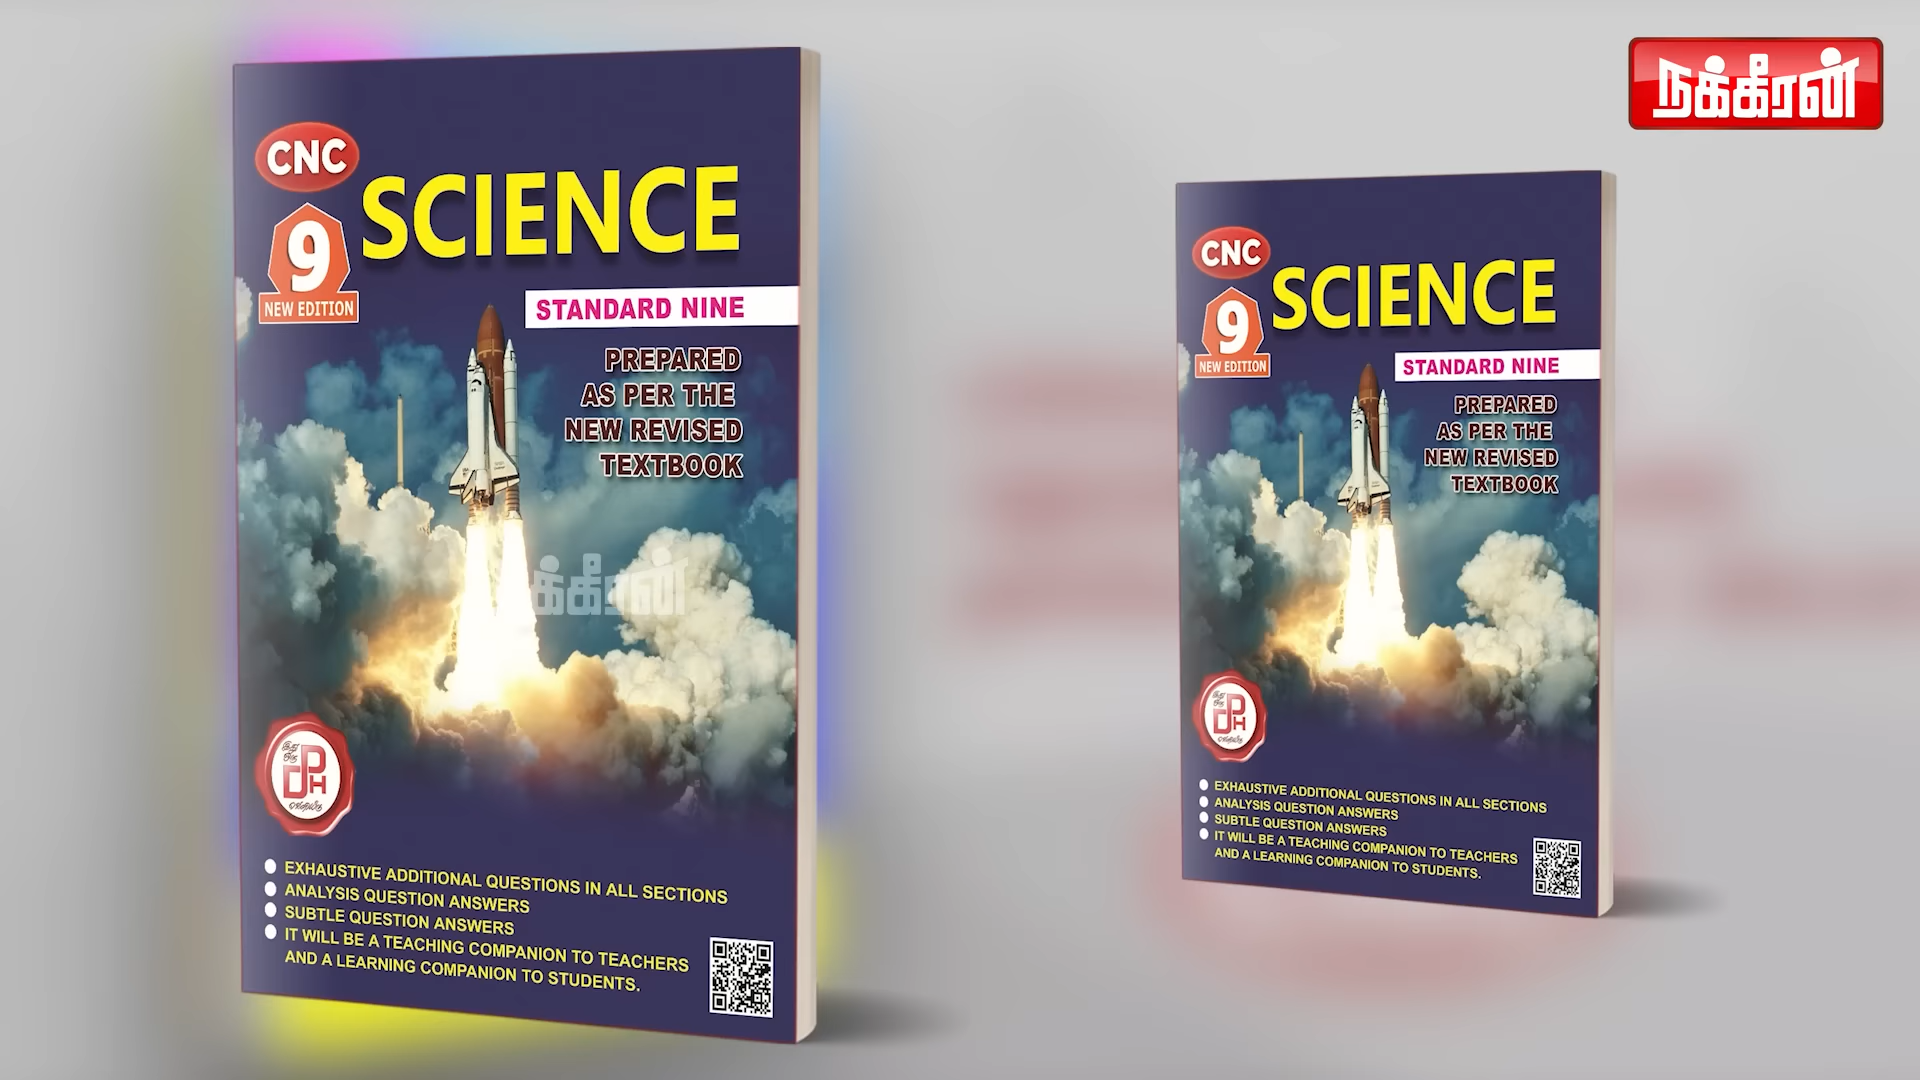 CNC
SCIENCE
9
NEW EDITION
STANDARD NINE
PREPARED
AS PER THE
NEW REVISED
TEXTBOOK
க்கீரன்
DPH
EXHAUSTIVE ADDITIONAL QUESTIONS IN ALL SECTIONS
ANALYSIS QUESTION ANSWERS
SUBTLE QUESTION ANSWERS
IT WILL BE A TEACHING COMPANION TO TEACHERS
AND A LEARNING COMPANION TO STUDENTS.
நக்கீரன்
CNC
SCIENCE
9
NEW EDITION
STANDARD NINE
PREPARED
AS PER THE
NEW REVISED
TEXTBOOK
DPH
EXHAUSTIVE ADDITIONAL QUESTIONS IN ALL SECTIONS
ANALYSIS QUESTION ANSWERS
SUBTLE QUESTION ANSWERS
IT WILL BE A TEACHING COMPANION TO TEACHERS
AND A LEARNING COMPANION TO STUDENTS.